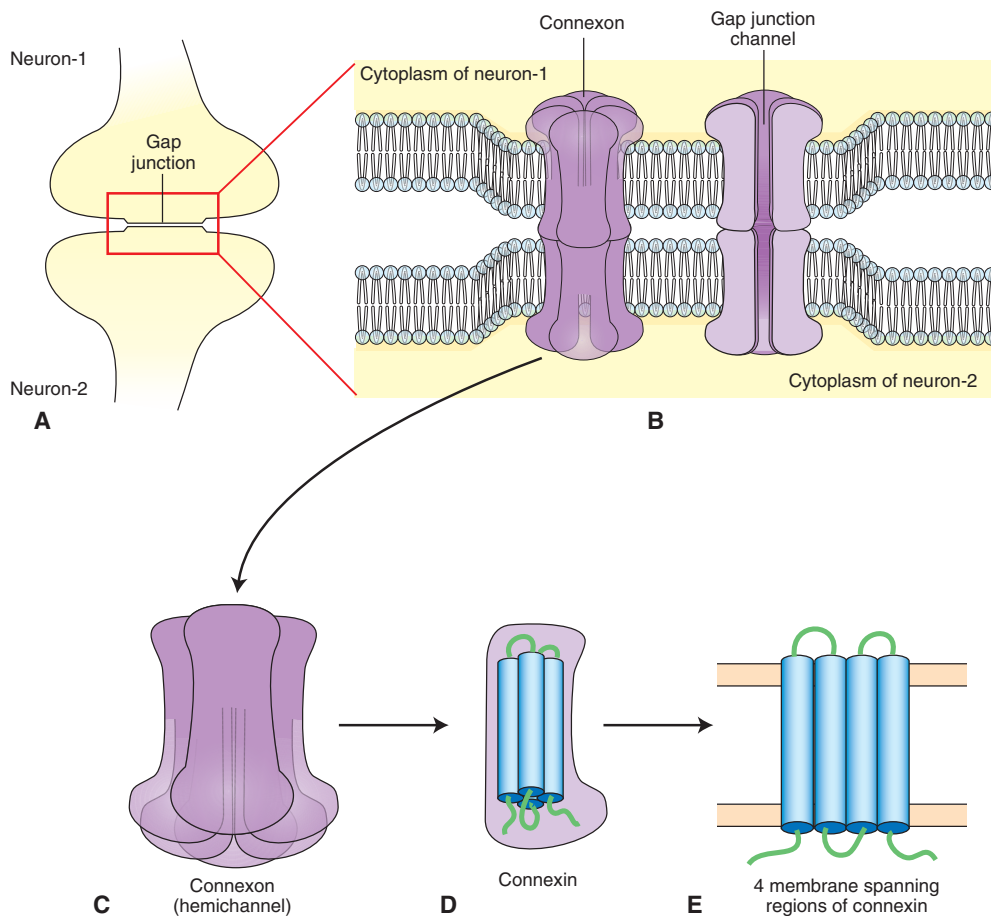 Neuron-1
Gap
junction
Neuron-2
A
Connexon
Gap junction
channel
Cytoplasm of neuron-1
Cytoplasm of neuron-2
B
C
Connexon
(hemichannel)
D
Connexin
E
4 membrane spanning
regions of connexin